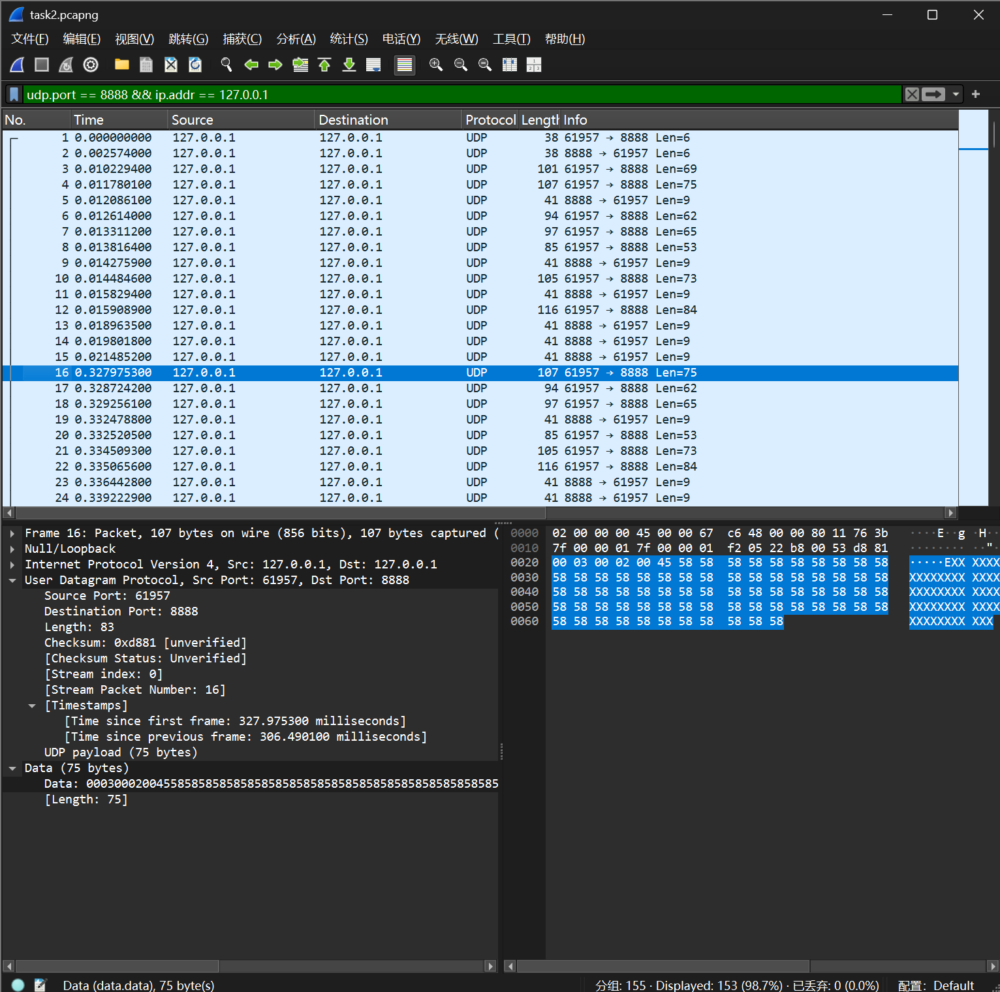 task2.pcapng
文件(F) 编辑(E) 视图(V) 跳转(G) 捕获(C) 分析(A) 统计(S) 电话(Y) 无线(W) 工具(T) 帮助(H)
udp.port == 8888 && ip.addr == 127.0.0.1
No. Time Source Destination Protocol Length Info
1 0.000000000 127.0.0.1 127.0.0.1 UDP 38 61957 → 8888 Len=6
2 0.002574000 127.0.0.1 127.0.0.1 UDP 38 8888 → 61957 Len=6
3 0.010229400 127.0.0.1 127.0.0.1 UDP 101 61957 → 8888 Len=69
4 0.011780100 127.0.0.1 127.0.0.1 UDP 107 61957 → 8888 Len=75
5 0.012086100 127.0.0.1 127.0.0.1 UDP 41 8888 → 61957 Len=9
6 0.012614000 127.0.0.1 127.0.0.1 UDP 94 61957 → 8888 Len=62
7 0.013311200 127.0.0.1 127.0.0.1 UDP 97 61957 → 8888 Len=65
8 0.013816400 127.0.0.1 127.0.0.1 UDP 85 61957 → 8888 Len=53
9 0.014275900 127.0.0.1 127.0.0.1 UDP 41 8888 → 61957 Len=9
10 0.014484600 127.0.0.1 127.0.0.1 UDP 105 61957 → 8888 Len=73
11 0.015829400 127.0.0.1 127.0.0.1 UDP 41 8888 → 61957 Len=9
12 0.015908900 127.0.0.1 127.0.0.1 UDP 116 61957 → 8888 Len=84
13 0.018963500 127.0.0.1 127.0.0.1 UDP 41 8888 → 61957 Len=9
14 0.019801800 127.0.0.1 127.0.0.1 UDP 41 8888 → 61957 Len=9
15 0.021485200 127.0.0.1 127.0.0.1 UDP 41 8888 → 61957 Len=9
16 0.327975300 127.0.0.1 127.0.0.1 UDP 107 61957 → 8888 Len=75
17 0.328724200 127.0.0.1 127.0.0.1 UDP 94 61957 → 8888 Len=62
18 0.329256100 127.0.0.1 127.0.0.1 UDP 97 61957 → 8888 Len=65
19 0.332478800 127.0.0.1 127.0.0.1 UDP 41 8888 → 61957 Len=9
20 0.332520500 127.0.0.1 127.0.0.1 UDP 85 61957 → 8888 Len=53
21 0.334509300 127.0.0.1 127.0.0.1 UDP 105 61957 → 8888 Len=73
22 0.335065600 127.0.0.1 127.0.0.1 UDP 116 61957 → 8888 Len=84
23 0.336442800 127.0.0.1 127.0.0.1 UDP 41 8888 → 61957 Len=9
24 0.339222900 127.0.0.1 127.0.0.1 UDP 41 8888 → 61957 Len=9
Frame 16: Packet, 107 bytes on wire (856 bits), 107 bytes captured (
Null/Loopback
Internet Protocol Version 4, Src: 127.0.0.1, Dst: 127.0.0.1
User Datagram Protocol, Src Port: 61957, Dst Port: 8888
Source Port: 61957
Destination Port: 8888
Length: 83
Checksum: 0xd881 [unverified]
[Checksum Status: Unverified]
[Stream index: 0]
[Stream Packet Number: 16]
[Timestamps]
[Time since first frame: 327.975300 milliseconds]
[Time since previous frame: 306.490100 milliseconds]
UDP payload (75 bytes)
Data (75 bytes)
Data: 00030002004558585858585858585858585858585858585858585858585
[Length: 75]
0000 02 00 00 00 45 00 00 67 c6 48 00 00 80 11 76 3b ····E··g ·H··
0010 7f 00 00 01 7f 00 00 01 f2 05 22 b8 00 53 d8 81 ········ ··"·
0020 00 03 00 02 00 45 58 58 58 58 58 58 58 58 58 58 ·····EXX XXXX
0030 58 58 58 58 58 58 58 58 58 58 58 58 58 58 58 58 XXXXXXXX XXXX
0040 58 58 58 58 58 58 58 58 58 58 58 58 58 58 58 58 XXXXXXXX XXXX
0050 58 58 58 58 58 58 58 58 58 58 58 58 58 58 58 58 XXXXXXXX XXXX
0060 58 58 58 58 58 58 58 58 58 58 58 XXXXXXXX XXX
Data (data.data), 75 byte(s) 分组: 155 · Displayed: 153 (98.7%) · 已丢弃: 0 (0.0%) 配置: Default